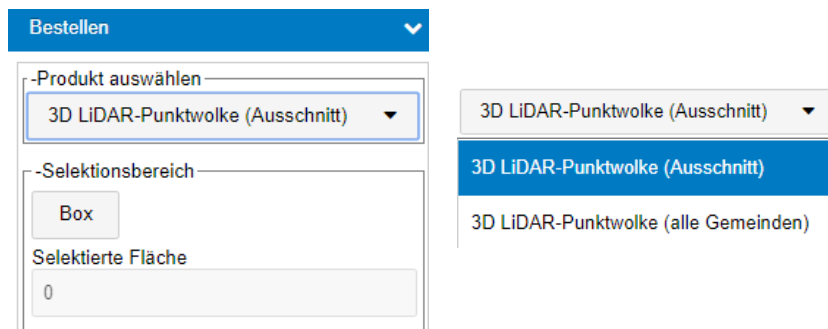 Bestellen
-Produkt auswählen
3D LiDAR-Punktwolke (Ausschnitt)
-Selektionsbereich
Box
Selektierte Fläche
0
3D LiDAR-Punktwolke (Ausschnitt)
3D LiDAR-Punktwolke (Ausschnitt)
3D LiDAR-Punktwolke (alle Gemeinden)